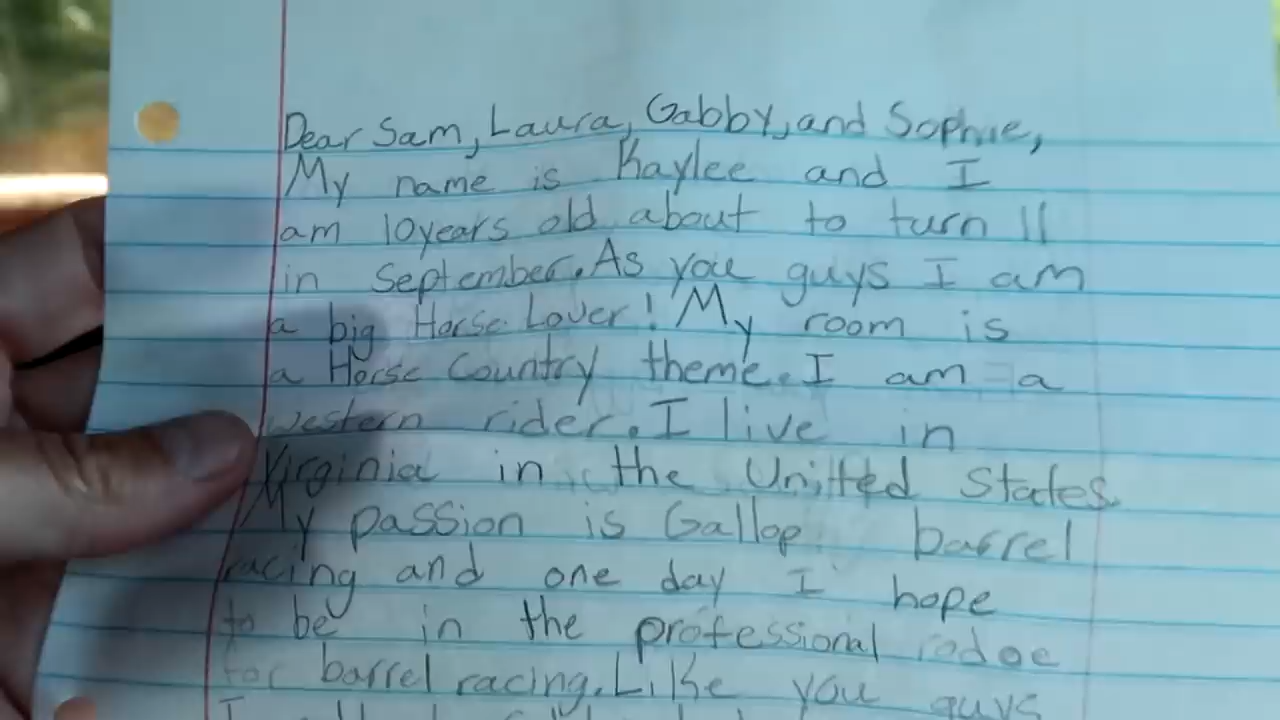 Dear Sam, Laura, Gabby, and Sophie,
My name is Kaylee and I
am 10 years old about to turn 11
in September. As you guys I am
a big Horse Lover! My room is
a Horse Country theme. I am a
western rider. I live in
Virginia in the Unitted States
My passion is Gallop barrel
racing and one day I hope
to be in the professional rodoe
for barrel racing. Like you guys
I